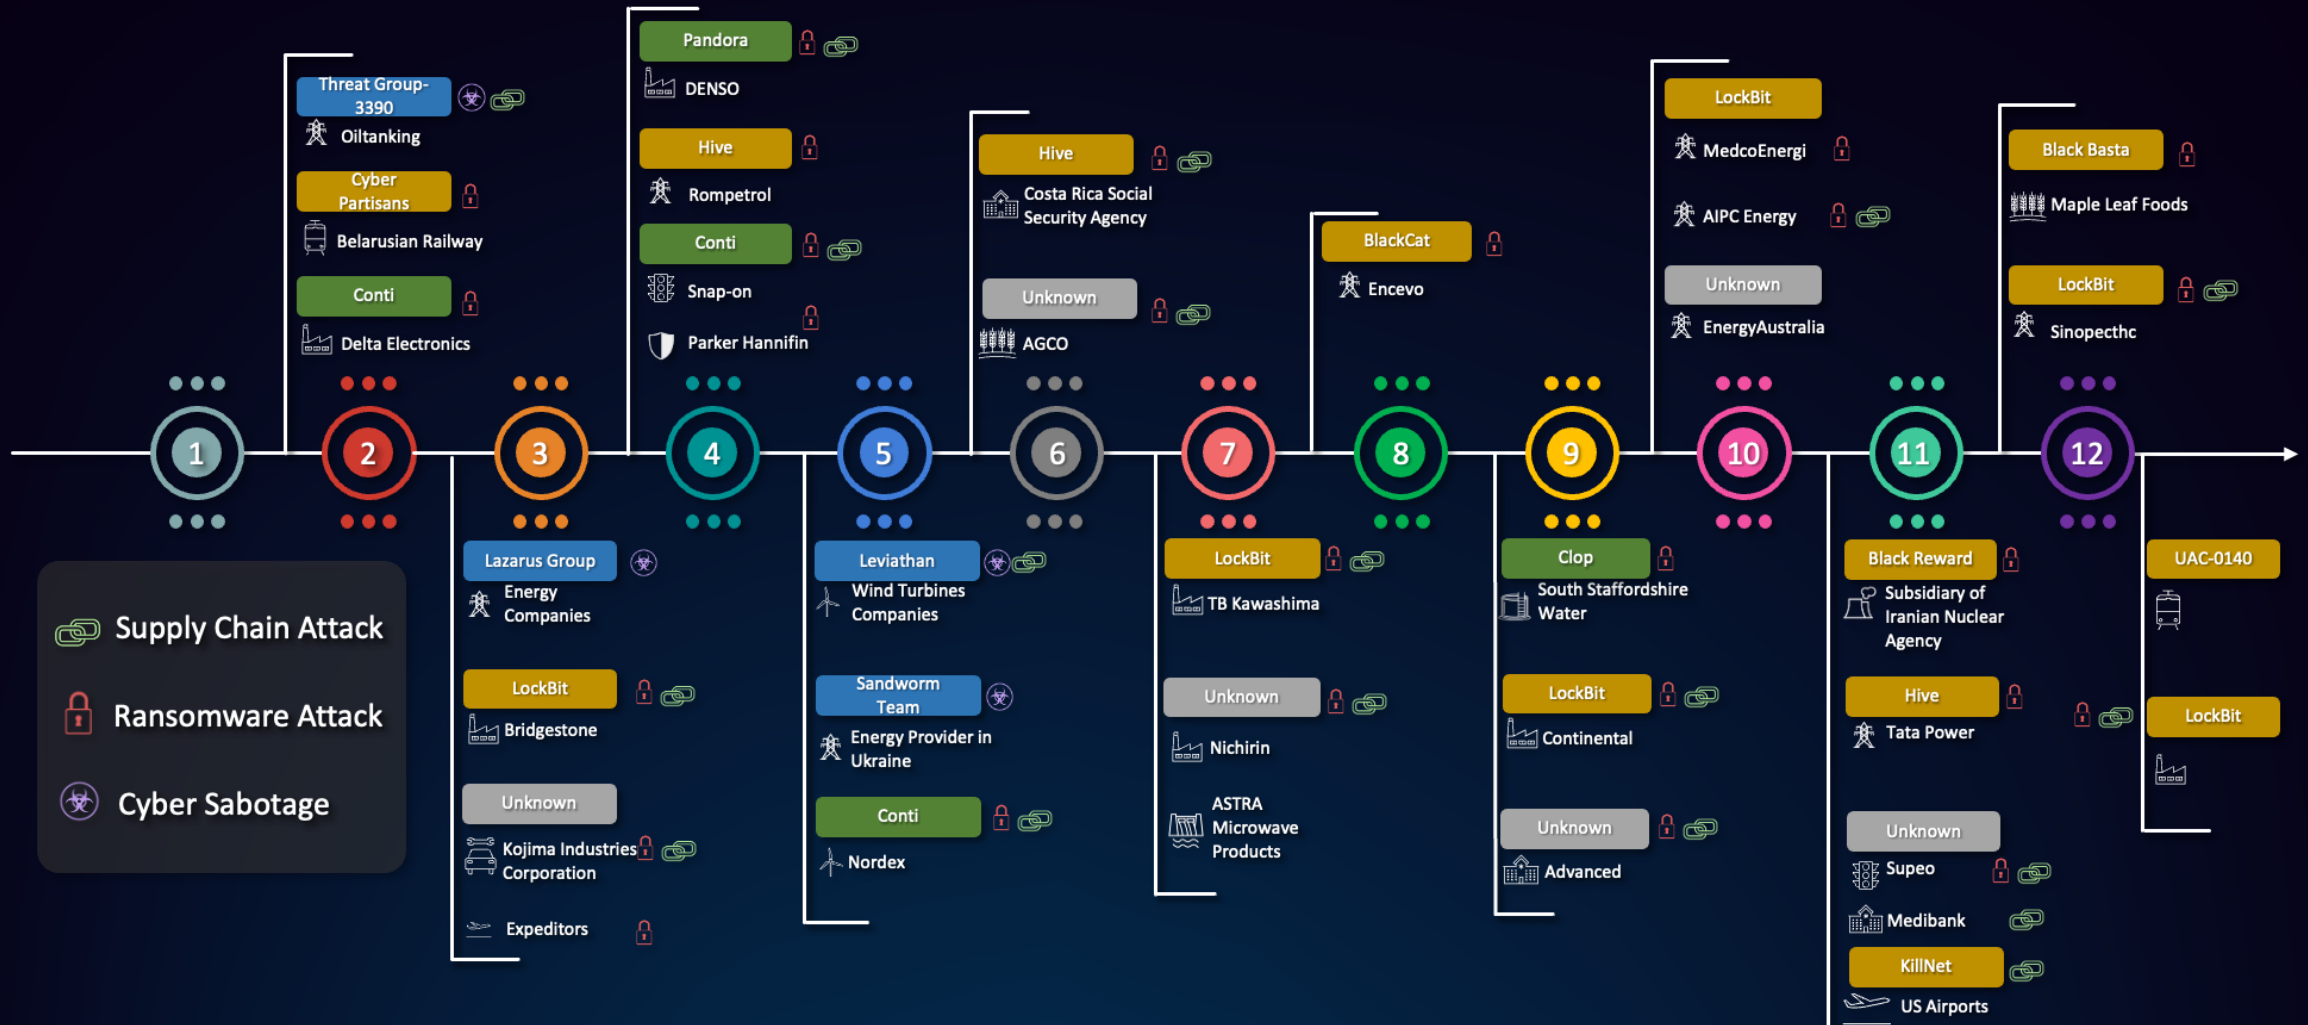 Threat Group-
3390
Oiltanking
Cyber
Partisans
Belarusian Railway
Conti
Delta Electronics
Pandora
DENSO
Hive
Rompetrol
Conti
Snap-on
Parker Hannifin
Hive
Costa Rica Social
Security Agency
Unknown
AGCO
BlackCat
Encevo
LockBit
MedcoEnergi
AIPC Energy
Unknown
EnergyAustralia
Black Basta
Maple Leaf Foods
LockBit
Sinopecthc
1
2
3
4
5
6
7
8
9
10
11
12
Supply Chain Attack
Ransomware Attack
Cyber Sabotage
Lazarus Group
Energy
Companies
LockBit
Bridgestone
Unknown
Kojima Industries
Corporation
Expeditors
Leviathan
Wind Turbines
Companies
Sandworm
Team
Energy Provider in
Ukraine
Conti
Nordex
LockBit
TB Kawashima
Unknown
Nichirin
ASTRA
Microwave
Products
Clop
South Staffordshire
Water
LockBit
Continental
Unknown
Advanced
Black Reward
Subsidiary of
Iranian Nuclear
Agency
Hive
Tata Power
Unknown
Supeo
Medibank
KillNet
US Airports
UAC-0140
LockBit